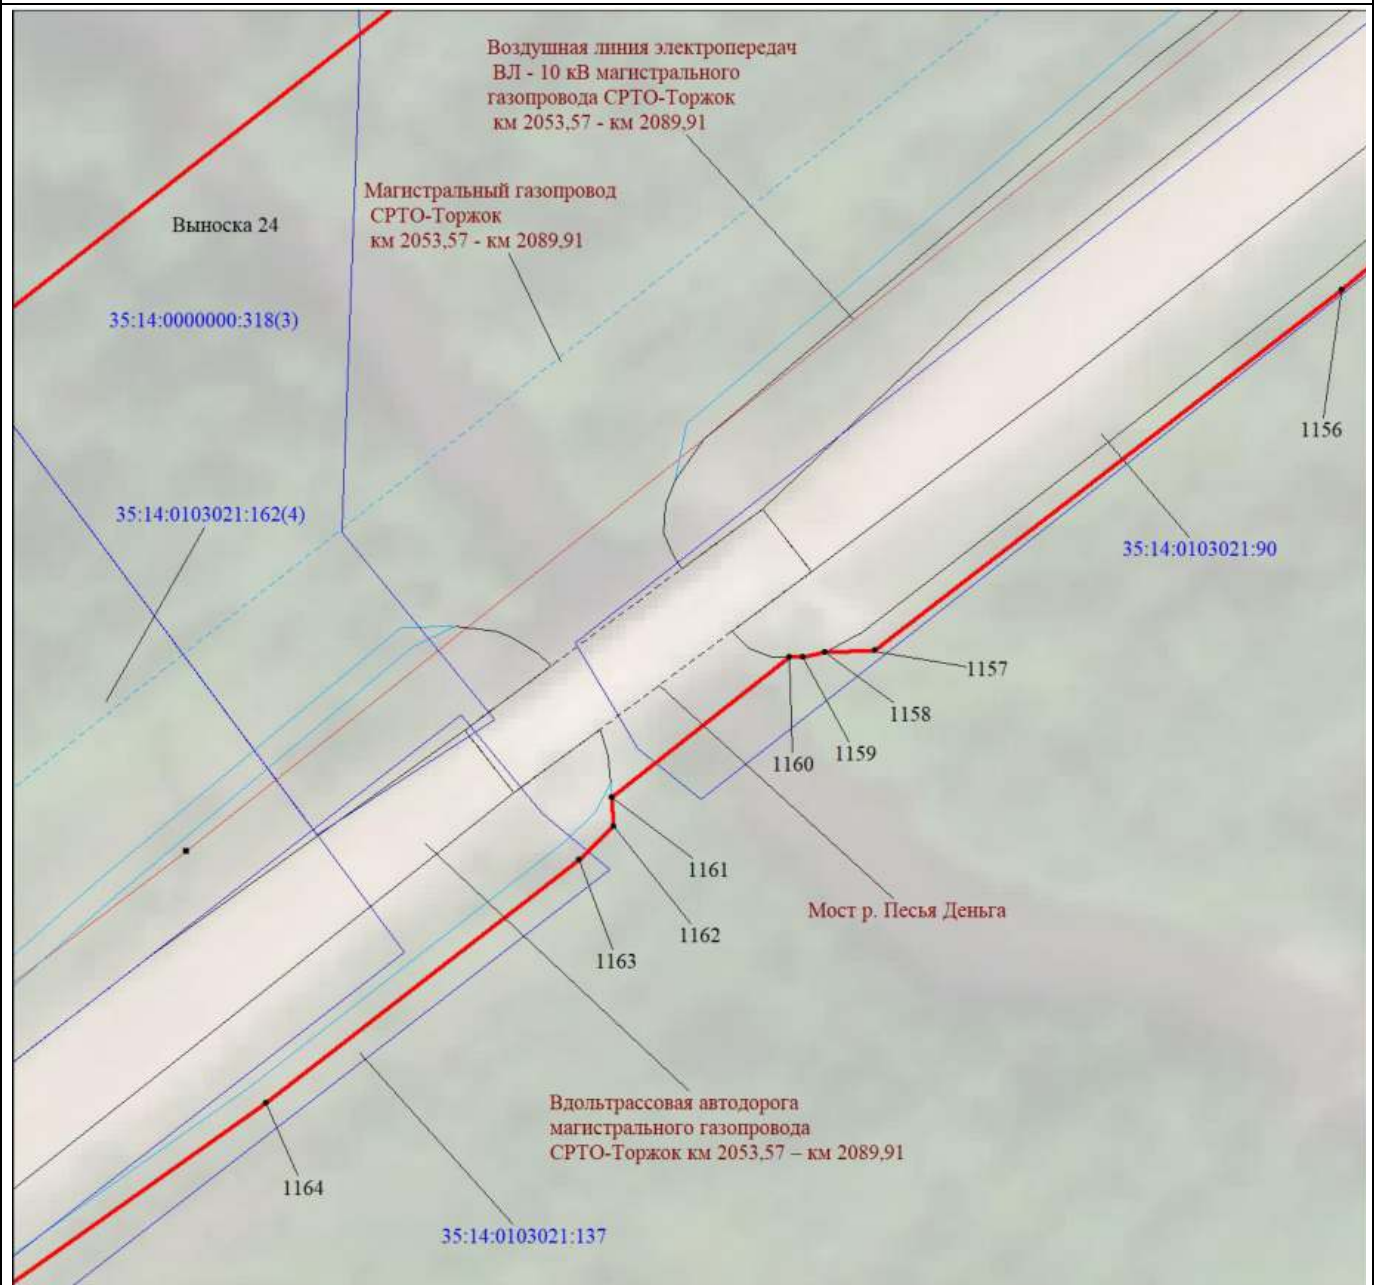 Воздушная линия электропередач
ВЛ - 10 кВ магистрального
газопровода СРТО-Торжок
км 2053,57 - км 2089,91
Магистральный газопровод
СРТО-Торжок
км 2053,57 - км 2089,91
Выноска 24
35:14:0000000:318(3)
1156
35:14:0103021:162(4)
35:14:0103021:90
1157
1158
1159
1160
1161
Мост р. Песья Деньга
1162
1163
Вдольтрассовая автодорога
магистрального газопровода
СРТО-Торжок км 2053,57 – км 2089,91
1164
35:14:0103021:137